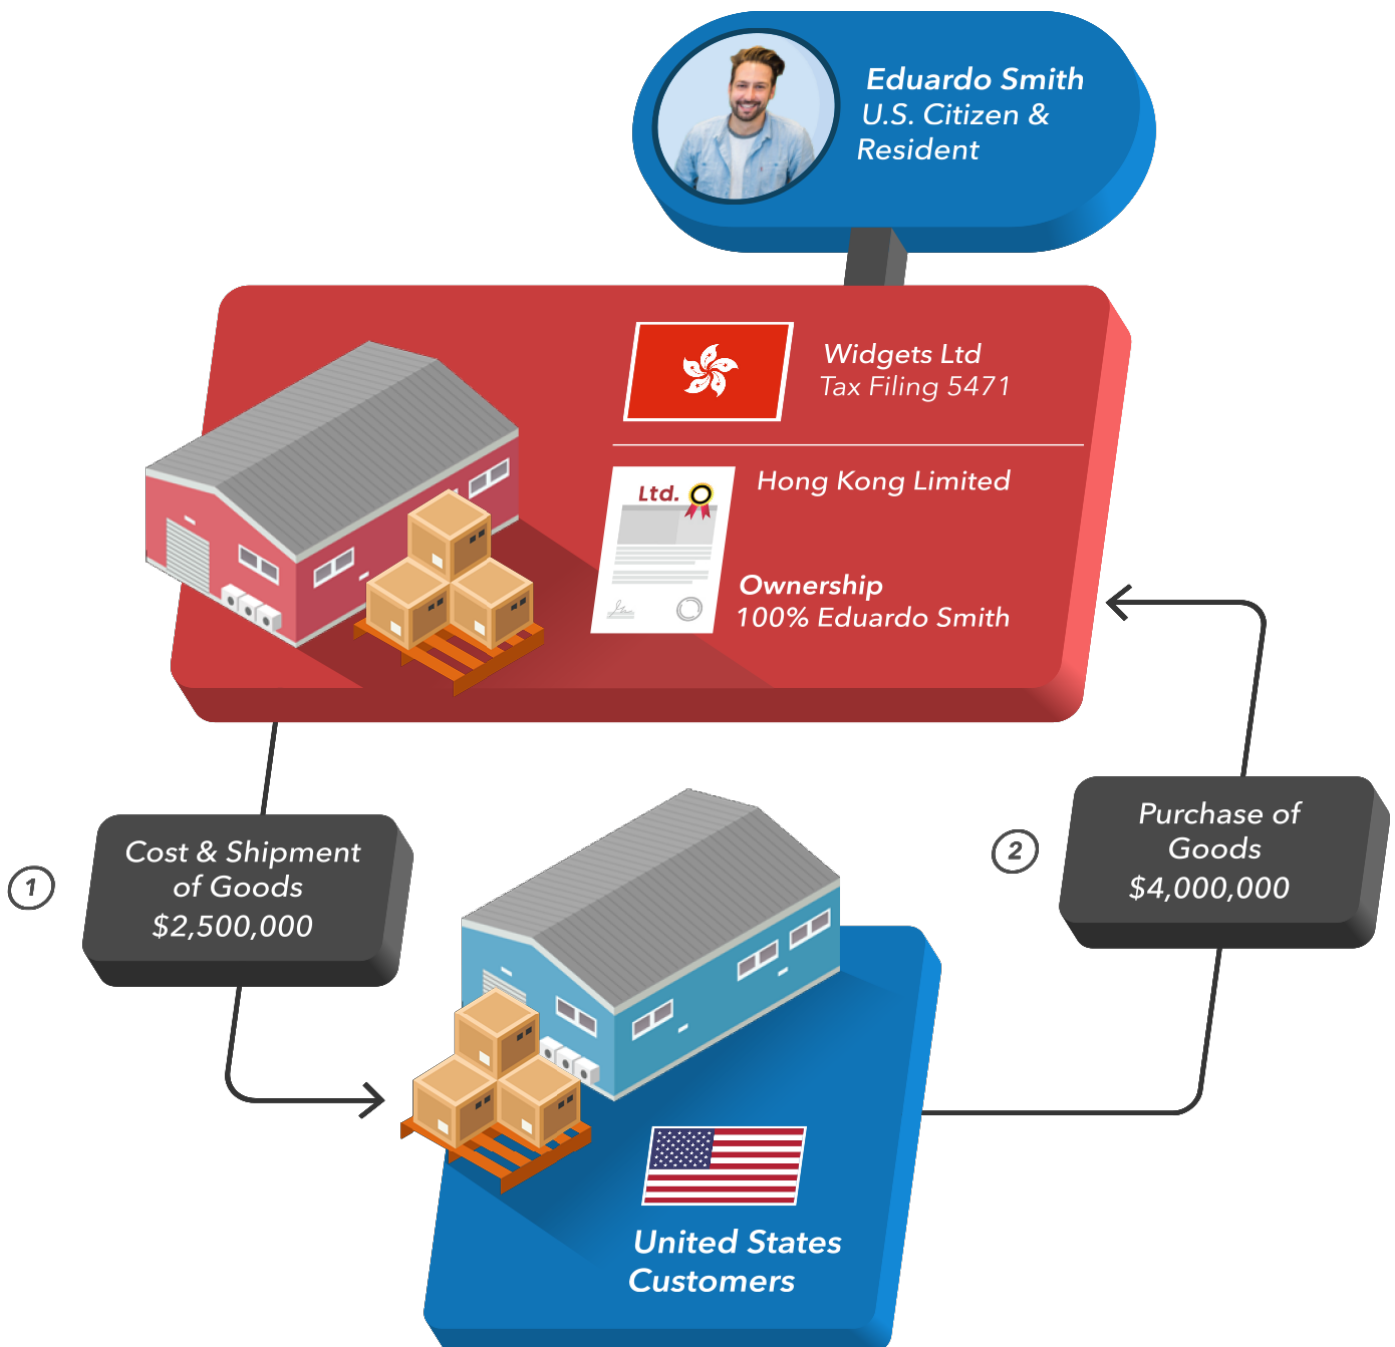 Eduardo Smith
U.S. Citizen &
Resident
Widgets Ltd
Tax Filing 5471
Ltd.
Hong Kong Limited
Ownership
100% Eduardo Smith
1
Cost & Shipment
of Goods
$2,500,000
2
Purchase of
Goods
$4,000,000
United States
Customers